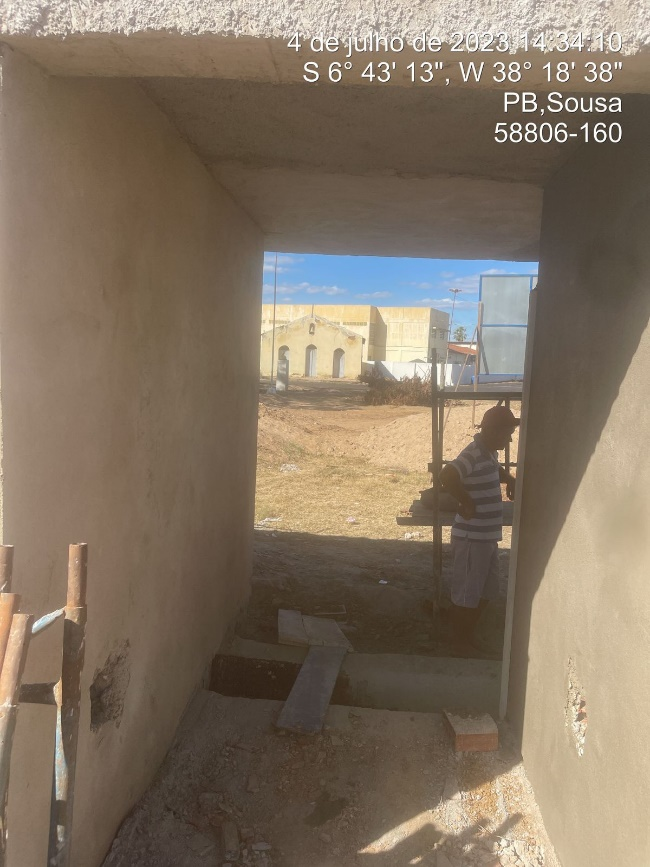 4 de julho de 2023 14:34:10
S 6° 43' 13", W 38° 18' 38"
PB,Sousa
58806-160